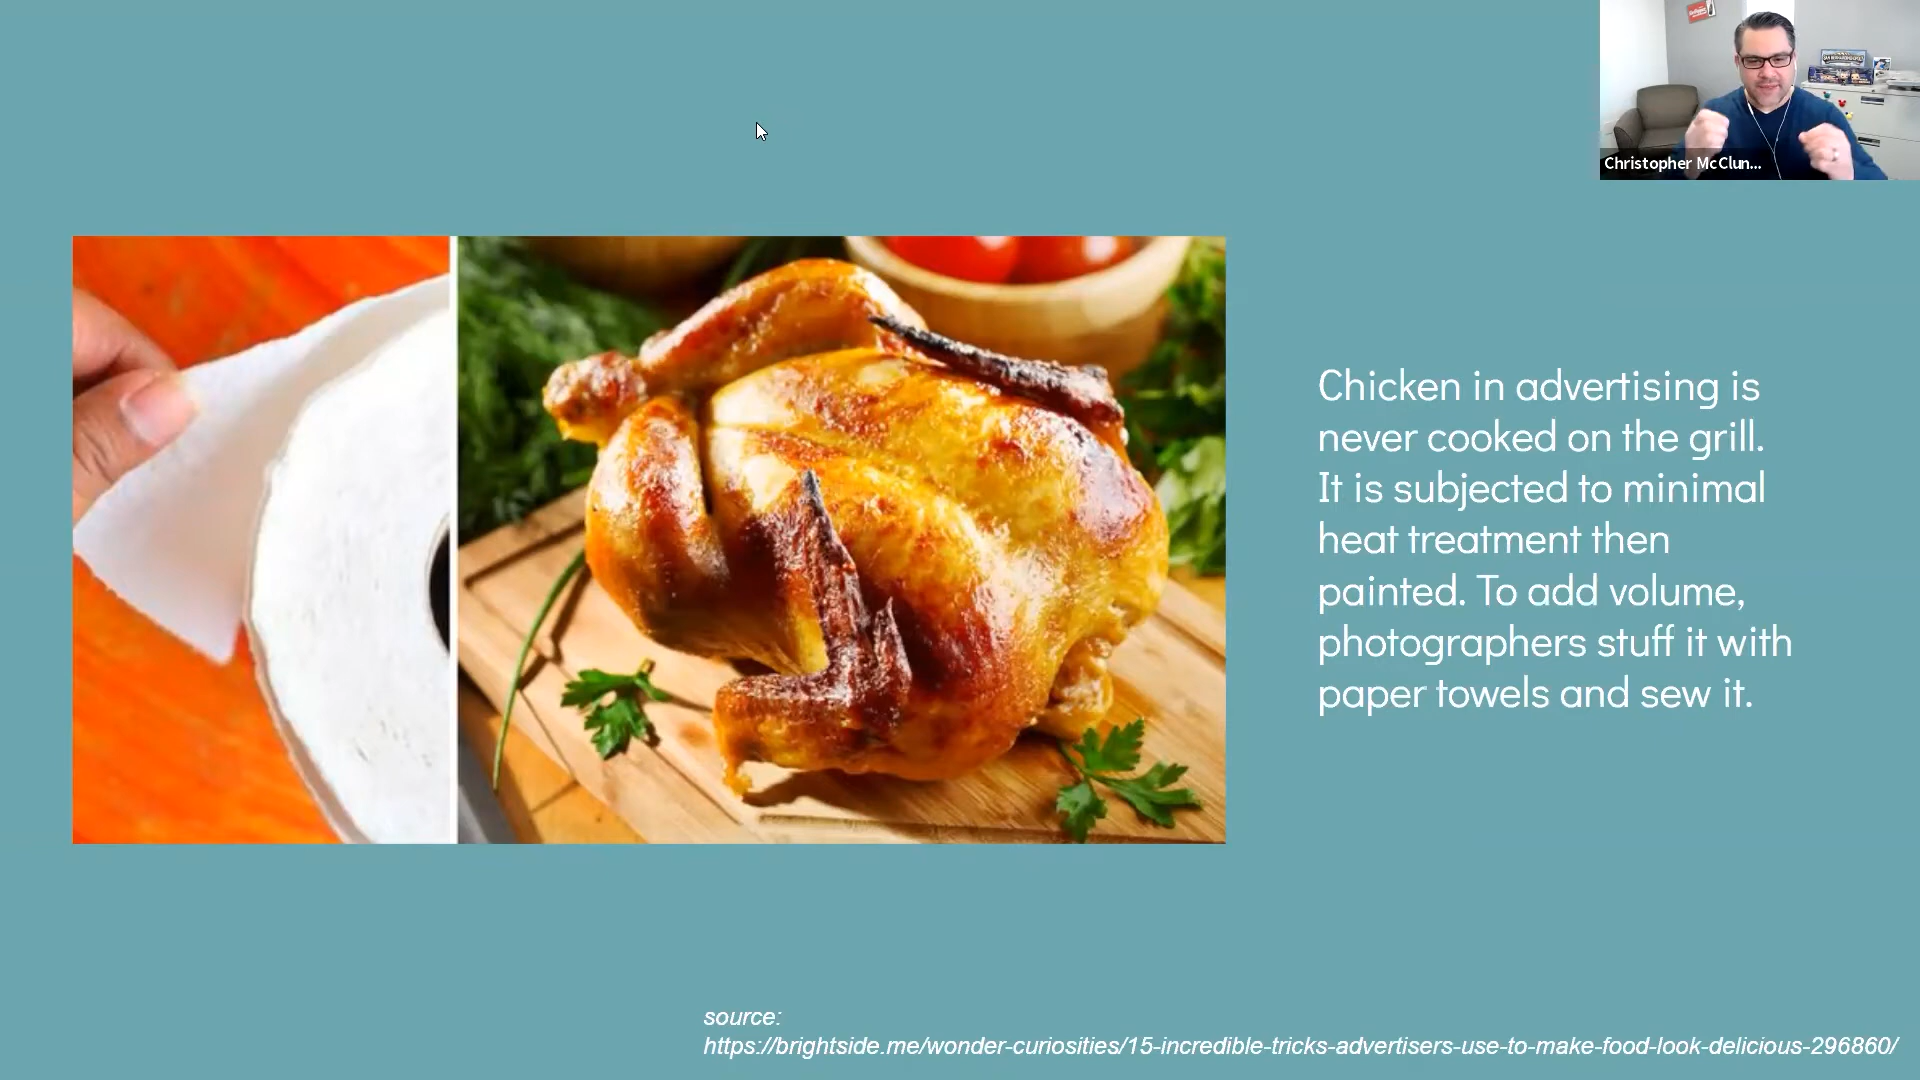 Christopher McClun...
Chicken in advertising is
never cooked on the grill.
It is subjected to minimal
heat treatment then
painted. To add volume,
photographers stuff it with
paper towels and sew it.
source:
https://brightside.me/wonder-curiosities/15-incredible-tricks-advertisers-use-to-make-food-look-delicious-296860/